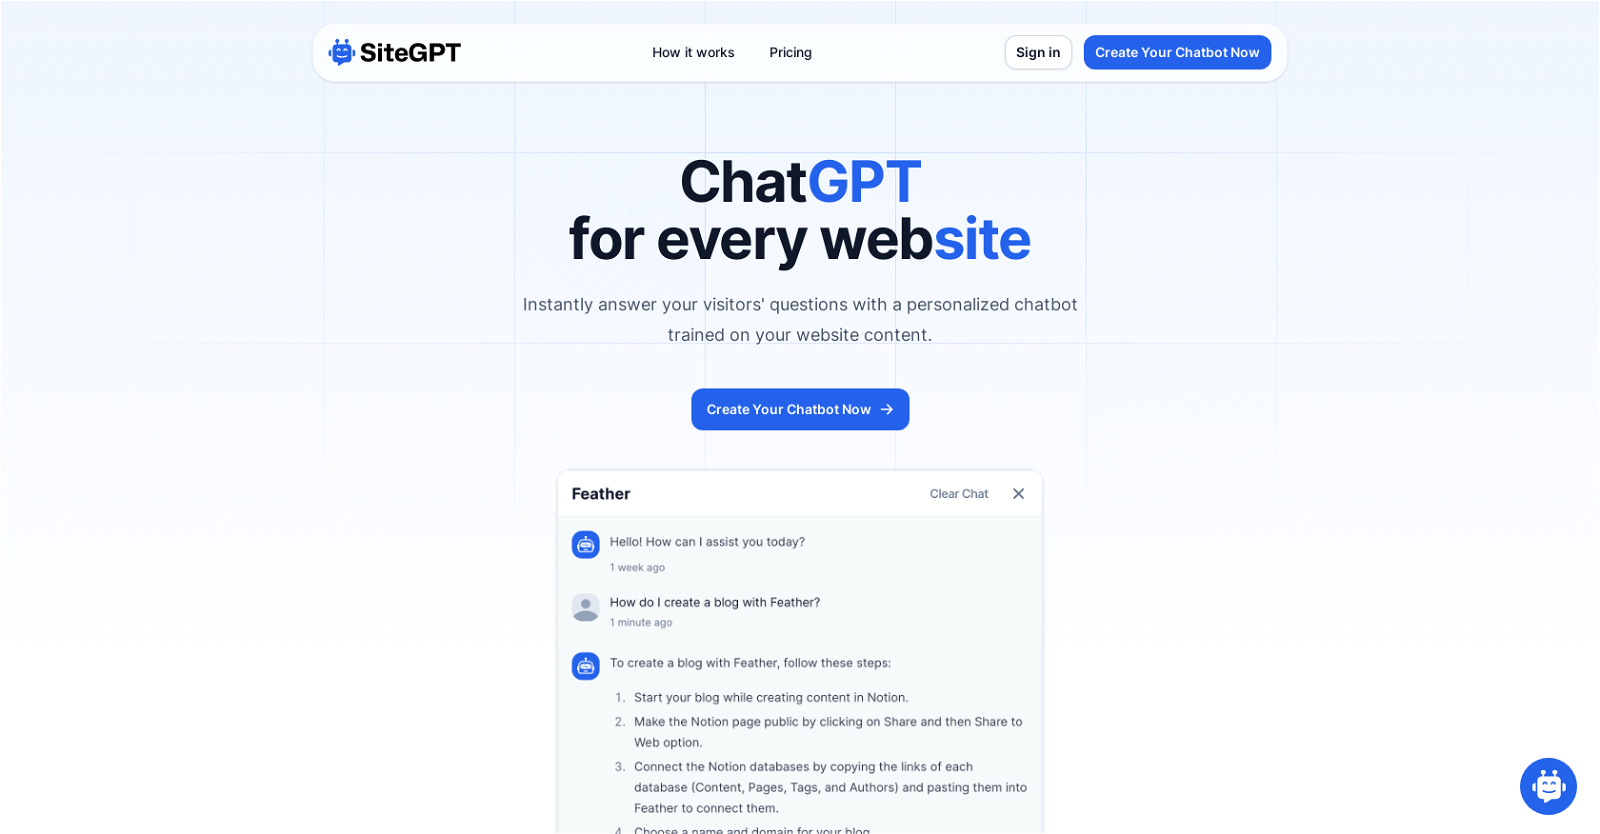 SiteGPT
How it works
Pricing
Sign in
Create Your Chatbot Now
ChatGPT
for every website
Instantly answer your visitors' questions with a personalized chatbot
trained on your website content.
Create Your Chatbot Now →
Feather
Clear Chat
Hello! How can I assist you today?
1 week ago
How do I create a blog with Feather?
1 minute ago
To create a blog with Feather, follow these steps:
1. Start your blog while creating content in Notion.
2. Make the Notion page public by clicking on Share and then Share to
Web option.
3. Connect the Notion databases by copying the links of each
database (Content, Pages, Tags, and Authors) and pasting them into
Feather to connect them.
4. Choose a name and domain for your blog.